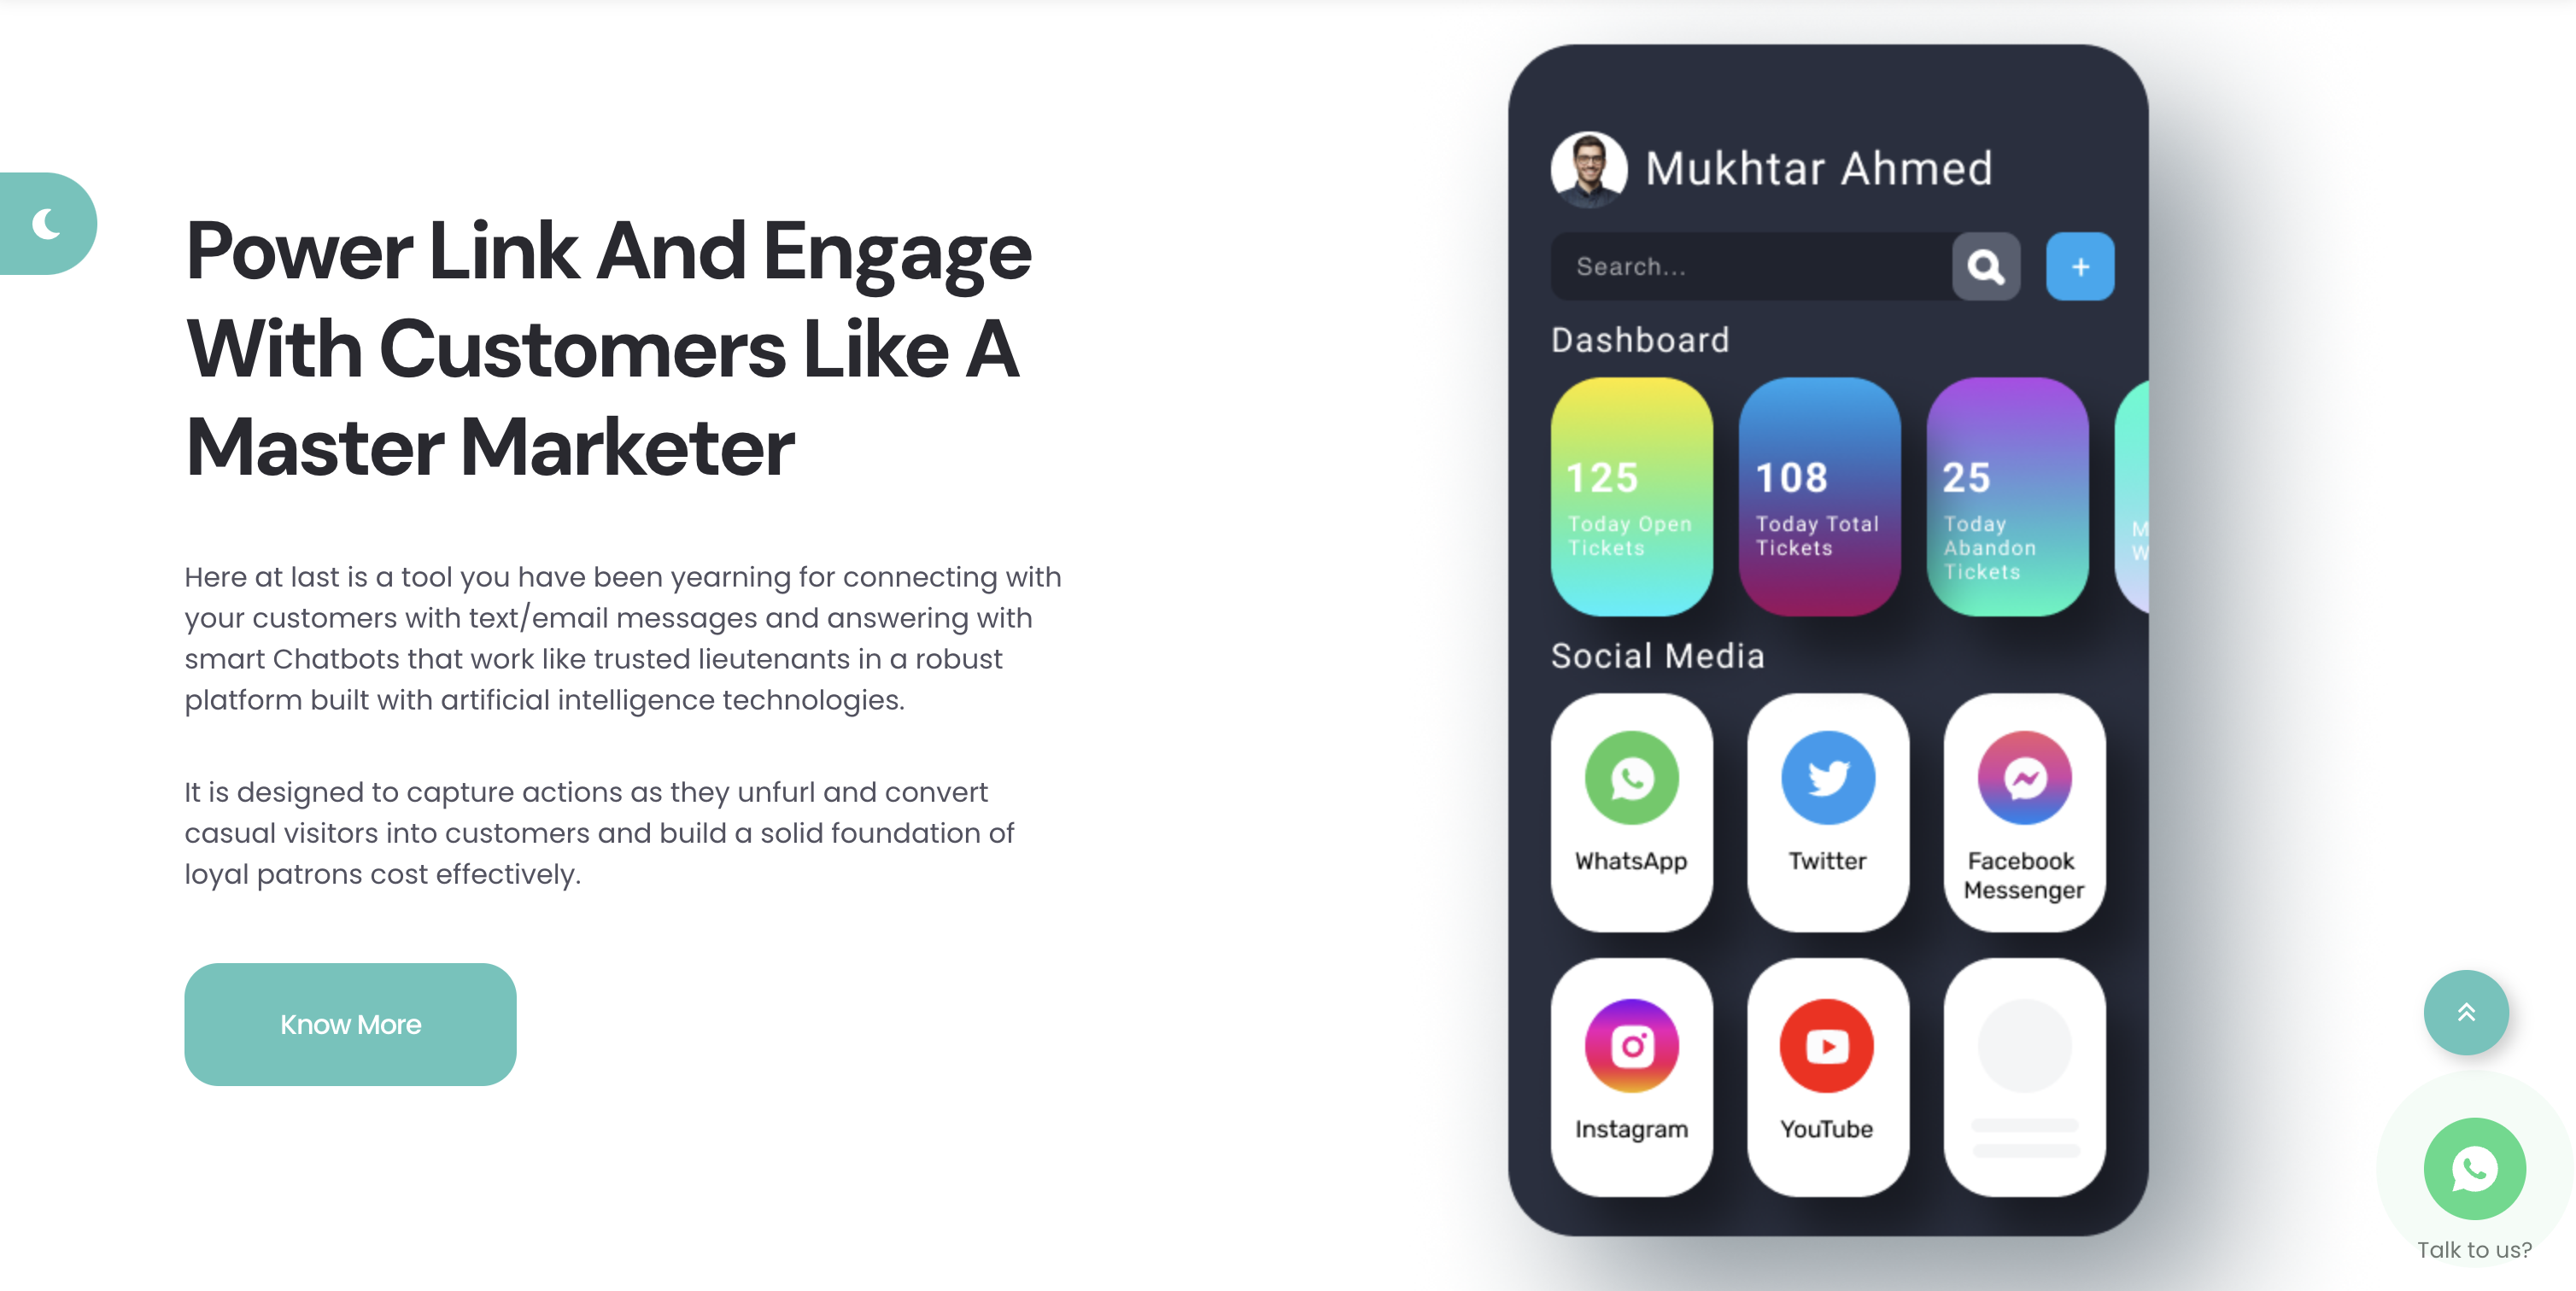 Power Link And Engage
With Customers Like A
Master Marketer
Here at last is a tool you have been yearning for connecting with
your customers with text/email messages and answering with
smart Chatbots that work like trusted lieutenants in a robust
platform built with artificial intelligence technologies.
It is designed to capture actions as they unfurl and convert
casual visitors into customers and build a solid foundation of
loyal patrons cost effectively.
Know More
Mukhtar Ahmed
Search...
+
Dashboard
125
Today Open
Tickets
108
Today Total
Tickets
25
Today
Abandon
Tickets
M
W
Social Media
WhatsApp
Twitter
Facebook
Messenger
Instagram
YouTube
Talk to us?